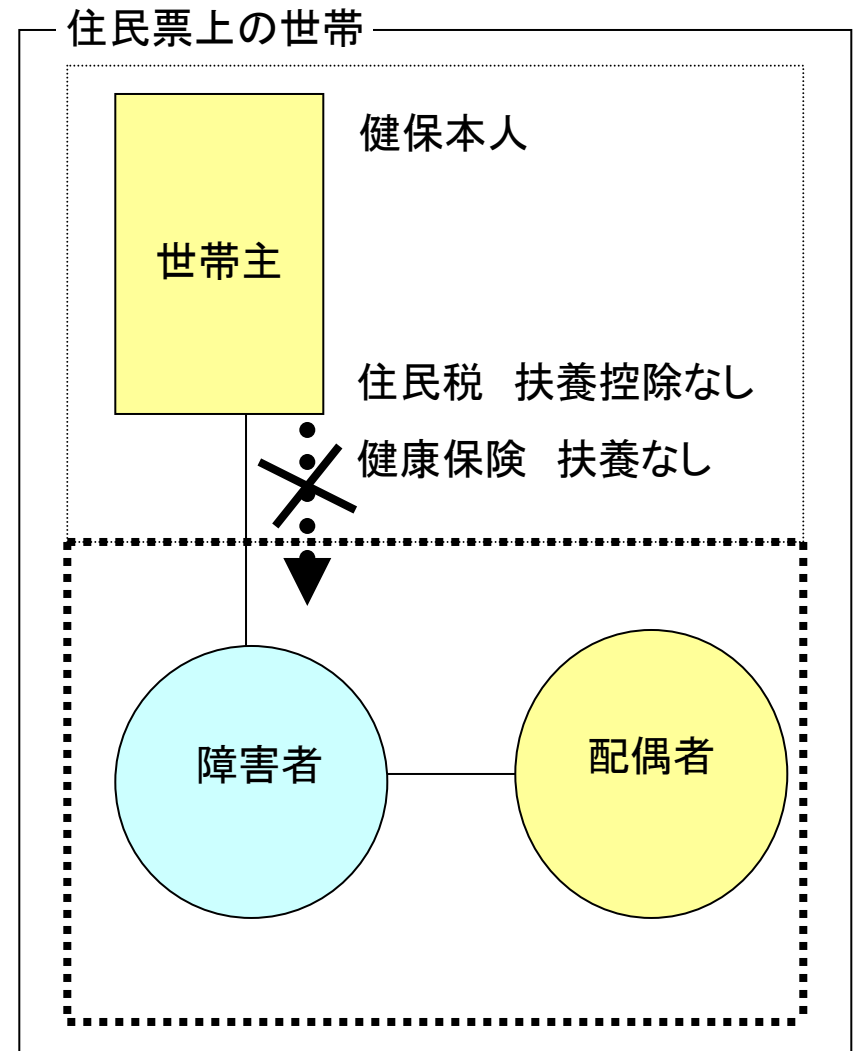 住民票上の世帯
健保本人
世帯主
住民税　扶養控除なし
健康保険　扶養なし
障害者
配偶者